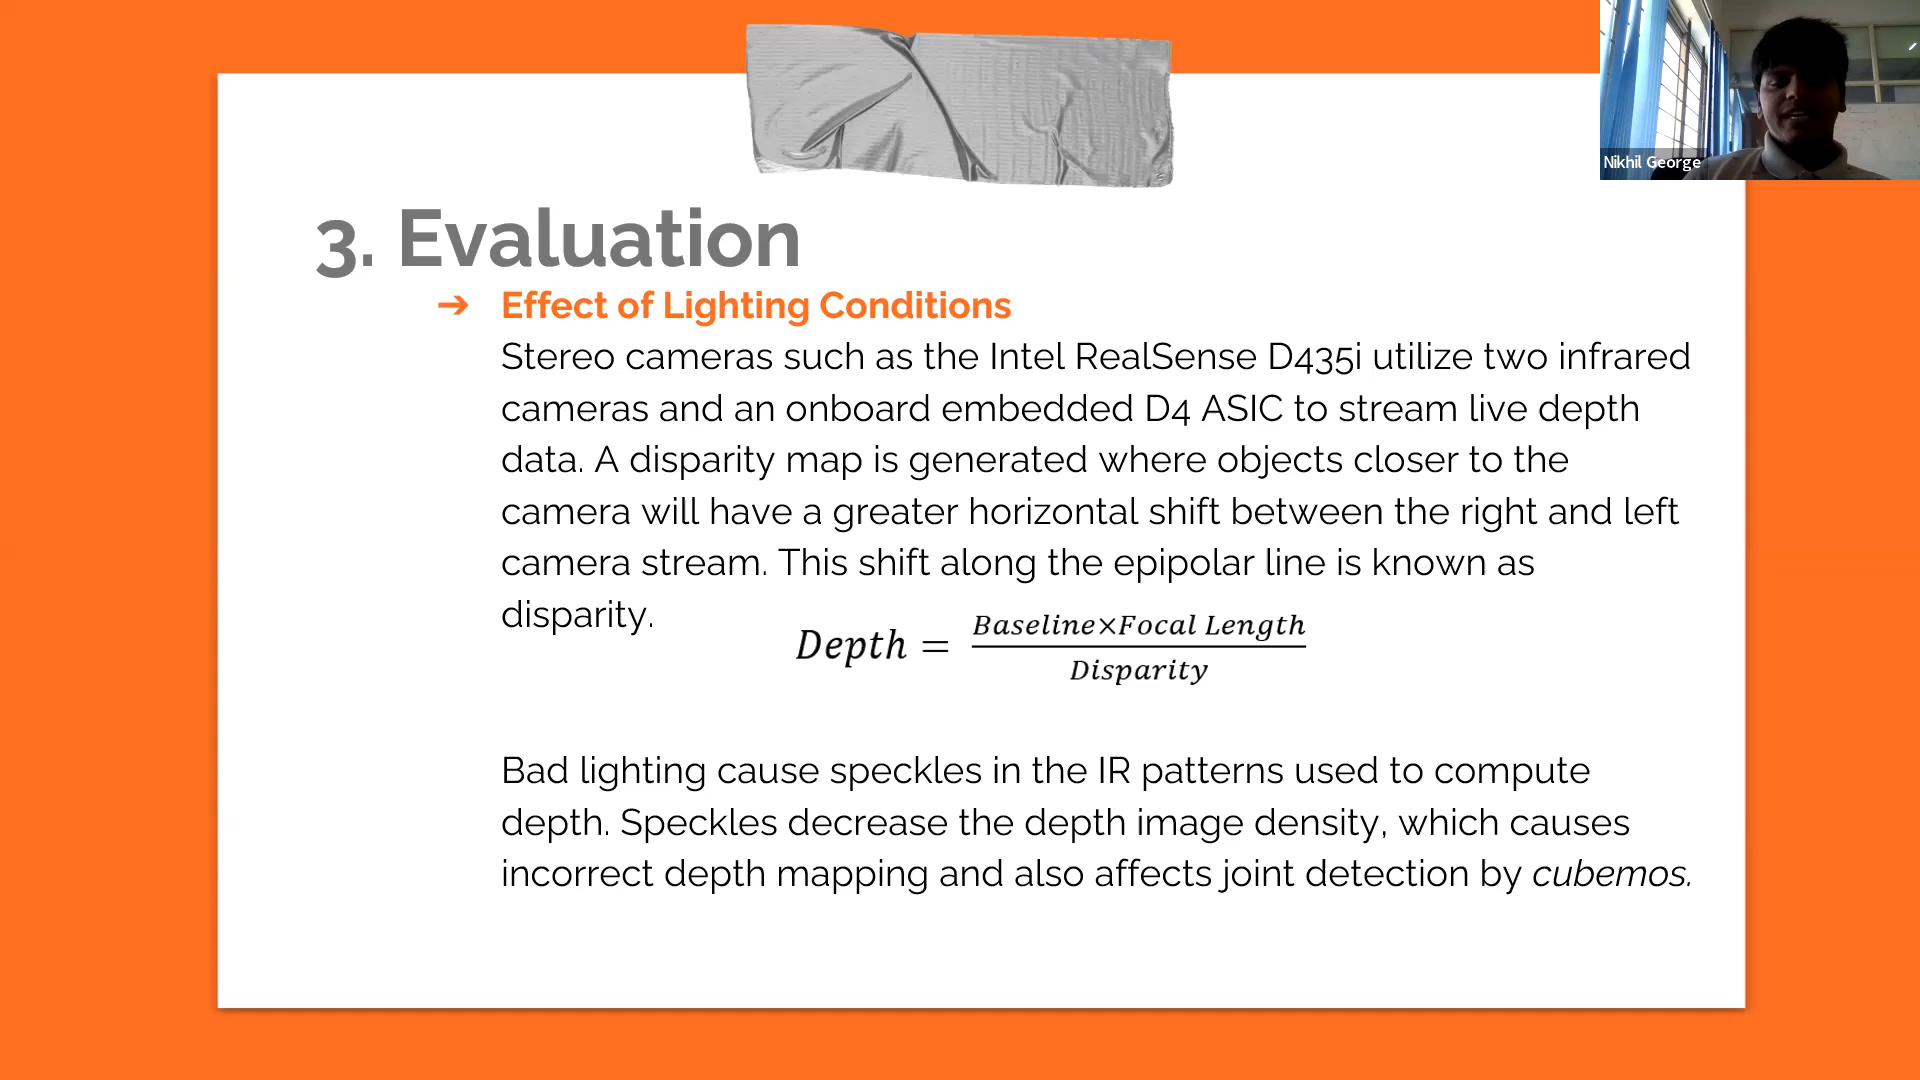 Nikhil George
3. Evaluation
➔ Effect of Lighting Conditions
Stereo cameras such as the Intel RealSense D435i utilize two infrared
cameras and an onboard embedded D4 ASIC to stream live depth
data. A disparity map is generated where objects closer to the
camera will have a greater horizontal shift between the right and left
camera stream. This shift along the epipolar line is known as
disparity.
Depth = Baseline×Focal Length
Disparity
Bad lighting cause speckles in the IR patterns used to compute
depth. Speckles decrease the depth image density, which causes
incorrect depth mapping and also affects joint detection by cubemos.